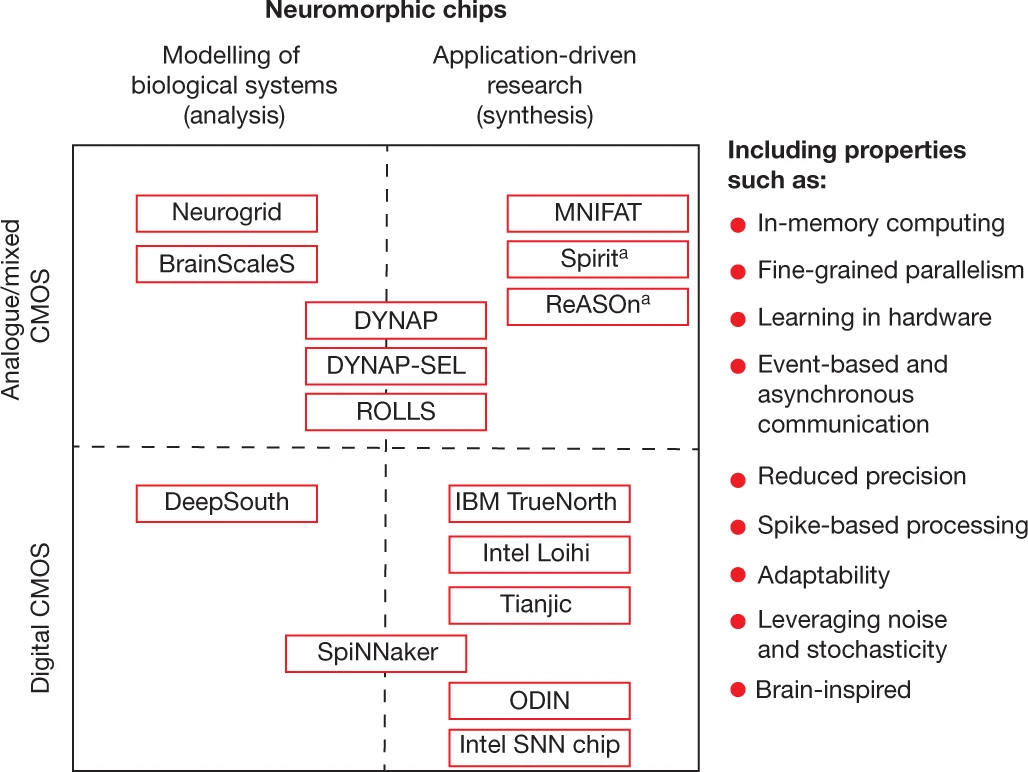 Neuromorphic chips
Modelling of
biological systems
(analysis)
Application-driven
research
(synthesis)
Analogue/mixed
CMOS
Neurogrid
BrainScaleS
DYNAP
DYNAP-SEL
ROLLS
MNIFAT
Spiritᵃ
ReASOnᵃ
Digital CMOS
DeepSouth
IBM TrueNorth
Intel Loihi
Tianjic
SpiNNaker
ODIN
Intel SNN chip
Including properties
such as:
In-memory computing
Fine-grained parallelism
Learning in hardware
Event-based and
asynchronous
communication
Reduced precision
Spike-based processing
Adaptability
Leveraging noise
and stochasticity
Brain-inspired